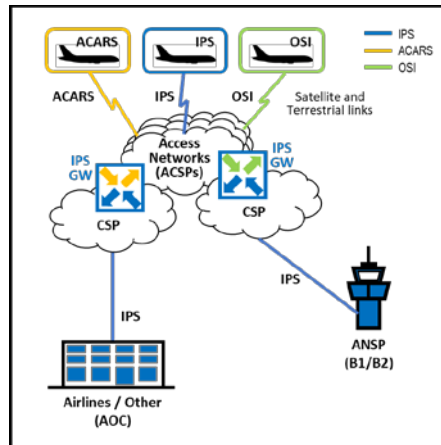 ACARS
IPS
OSI
IPS
ACARS
OSI
ACARS
IPS
OSI
Satellite and
Terrestrial links
Access
Networks
(ACSPs)
IPS
GW
IPS
GW
CSP
CSP
IPS
IPS
ANSP
(B1/B2)
Airlines / Other
(AOC)